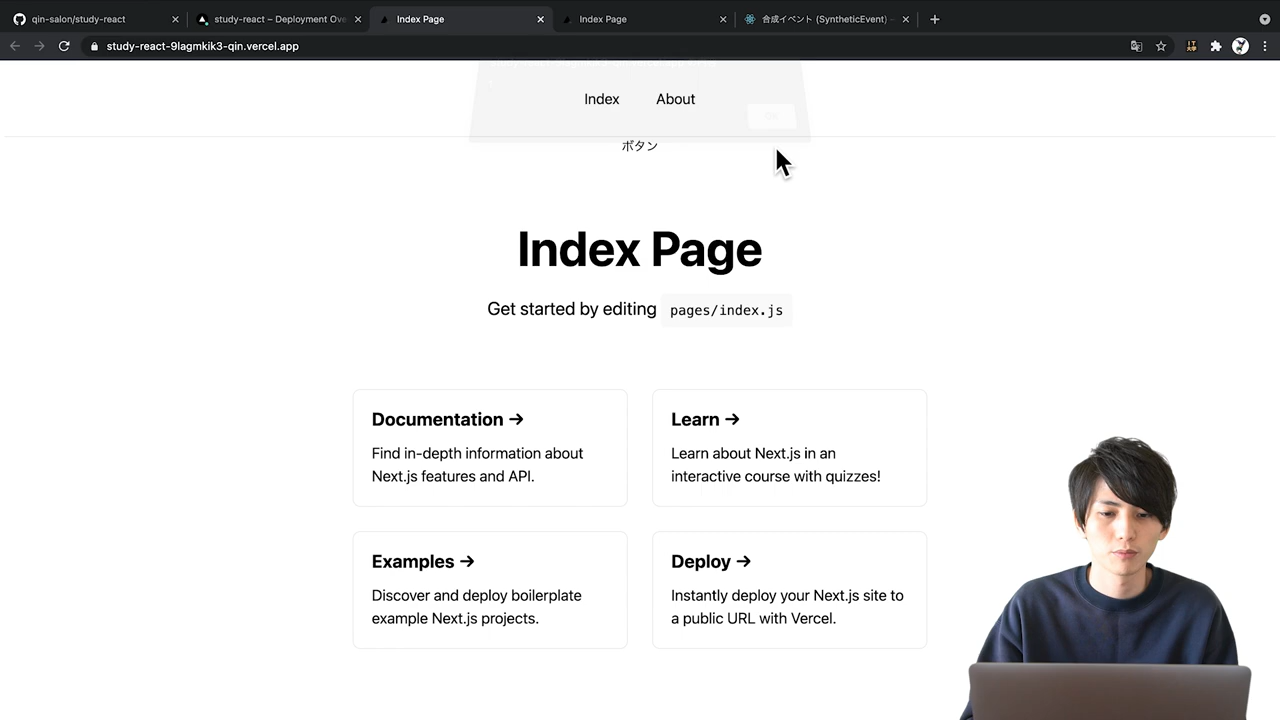 qin-salon/study-react
study-react – Deployment Ove
Index Page
Index Page
合成イベント (SyntheticEvent) –
study-react-9lagmkik3-qin.vercel.app
Index
About
ボタン
Index Page
Get started by editing pages/index.js
Documentation →
Find in-depth information about
Next.js features and API.
Learn →
Learn about Next.js in an
interactive course with quizzes!
Examples →
Discover and deploy boilerplate
example Next.js projects.
Deploy →
Instantly deploy your Next.js site to
a public URL with Vercel.